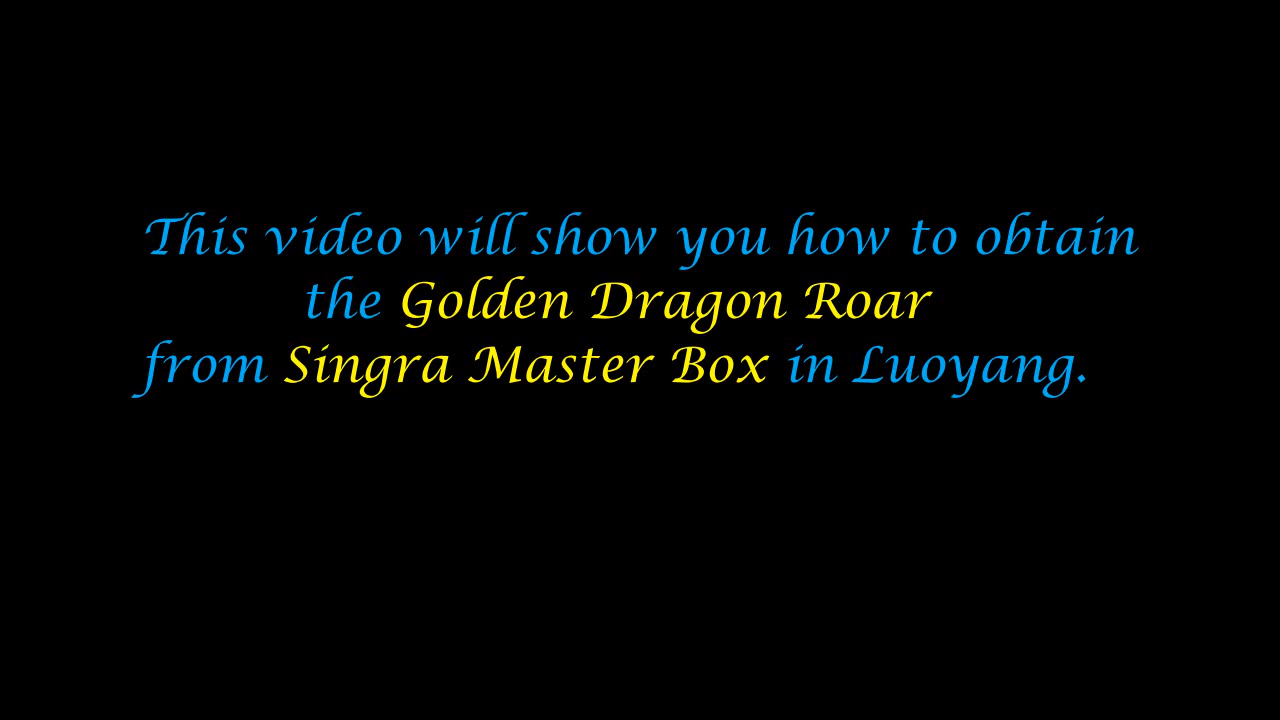 This video will show you how to obtain
the Golden Dragon Roar
from Singra Master Box in Luoyang.